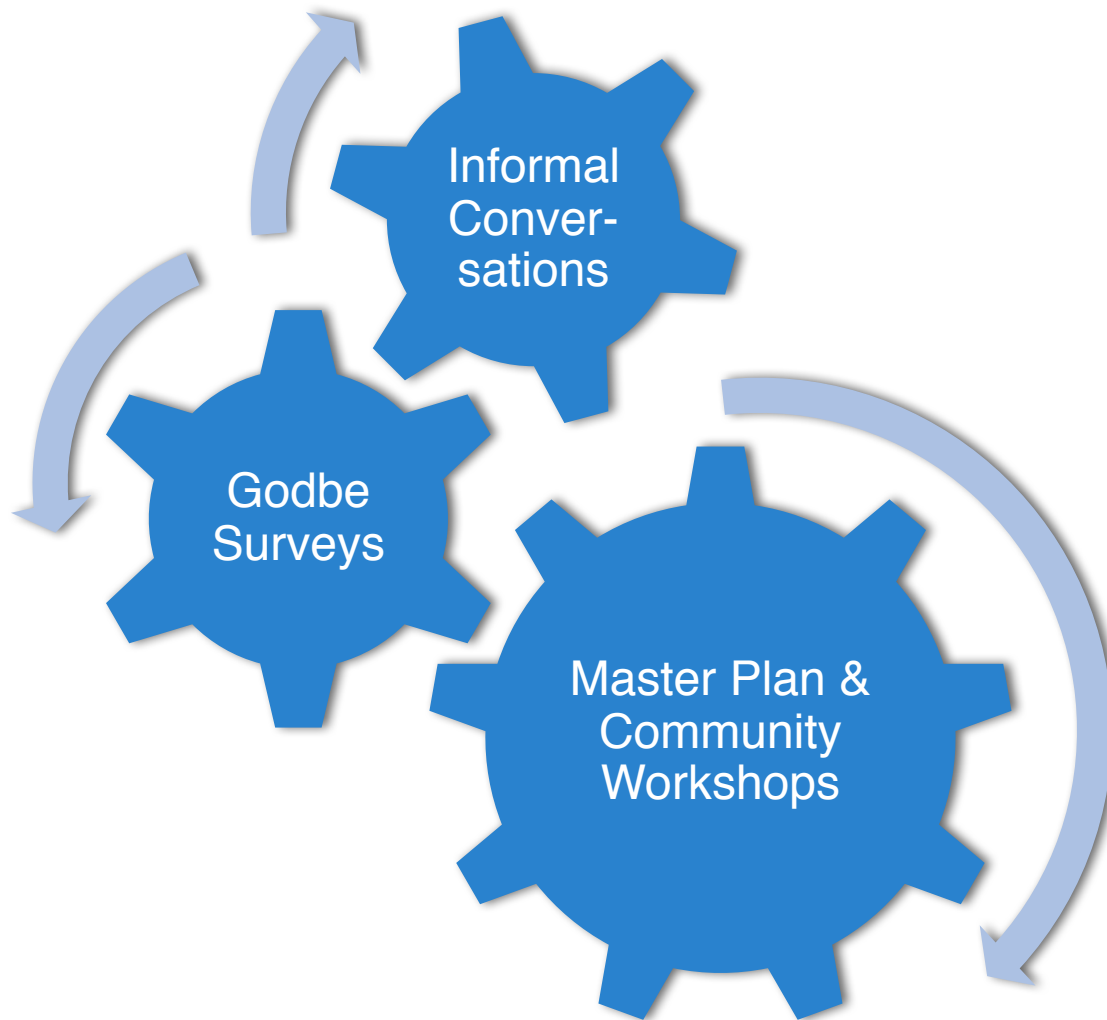 Informal
Conver-
sations
Godbe
Surveys
Master Plan &
Community
Workshops